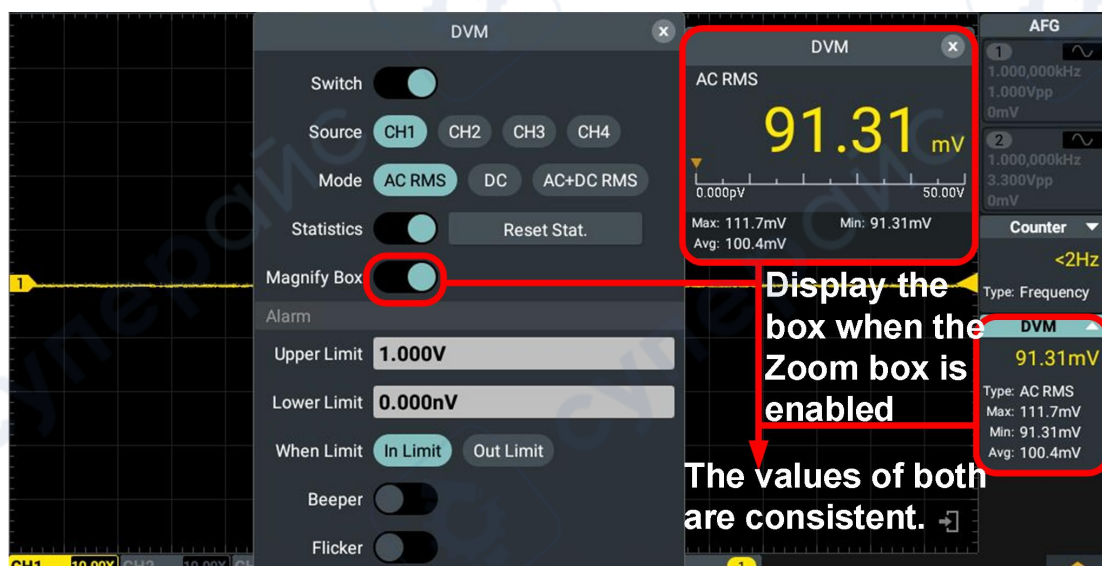 DVM
Switch
Source CH1 CH2 CH3 CH4
Mode AC RMS DC AC+DC RMS
Statistics Reset Stat.
Magnify Box
Alarm
Upper Limit 1.000V
Lower Limit 0.000nV
When Limit In Limit Out Limit
Beeper
Flicker
DVM
AC RMS
91.31 mV
0.000pV 50.00V
Max: 111.7mV Min: 91.31mV
Avg: 100.4mV
Display the
box when the
Zoom box is
enabled
The values of both
are consistent.
AFG
1
1.000,000kHz
1.000Vpp
0mV
2
1.000,000kHz
3.300Vpp
0mV
Counter
<2Hz
Type: Frequency
DVM
91.31mV
Type: AC RMS
Max: 111.7mV
Min: 91.31mV
Avg: 100.4mV
1
CH1 10.00X CH2 10.00X
1
суперайс